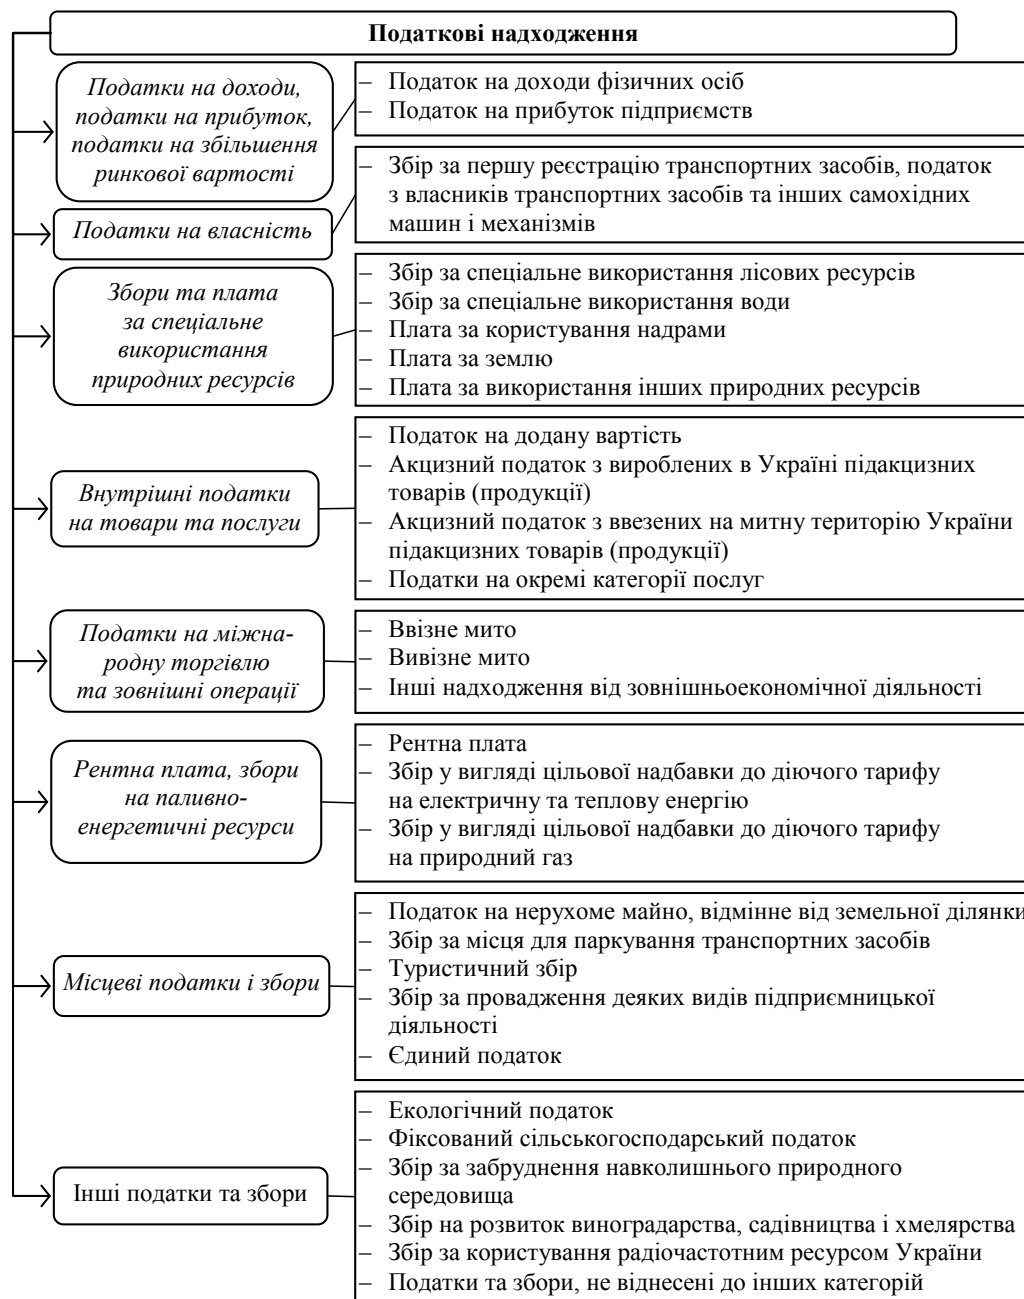 Податкові надходження
Податки на доходи,
податки на прибуток,
податки на збільшення
ринкової вартості
– Податок на доходи фізичних осіб
– Податок на прибуток підприємств
Податки на власність
– Збір за першу реєстрацію транспортних засобів, податок
з власників транспортних засобів та інших самохідних
машин і механізмів
Збори та плата
за спеціальне
використання
природних ресурсів
– Збір за спеціальне використання лісових ресурсів
– Збір за спеціальне використання води
– Плата за користування надрами
– Плата за землю
– Плата за використання інших природних ресурсів
Внутрішні податки
на товари та послуги
– Податок на додану вартість
– Акцизний податок з вироблених в Україні підакцизних
товарів (продукції)
– Акцизний податок з ввезених на митну територію України
підакцизних товарів (продукції)
– Податки на окремі категорії послуг
Податки на міжна-
родну торгівлю
та зовнішні операції
– Ввізне мито
– Вивізне мито
– Інші надходження від зовнішньоекономічної діяльності
Рентна плата, збори
на паливно-
енергетичні ресурси
– Рентна плата
– Збір у вигляді цільової надбавки до діючого тарифу
на електричну та теплову енергію
– Збір у вигляді цільової надбавки до діючого тарифу
на природний газ
Місцеві податки і збори
– Податок на нерухоме майно, відмінне від земельної ділянки
– Збір за місця для паркування транспортних засобів
– Туристичний збір
– Збір за провадження деяких видів підприємницької
діяльності
– Єдиний податок
Інші податки та збори
– Екологічний податок
– Фіксований сільськогосподарський податок
– Збір за забруднення навколишнього природного
середовища
– Збір на розвиток виноградарства, садівництва і хмелярства
– Збір за користування радіочастотним ресурсом України
– Податки та збори, не віднесені до інших категорій